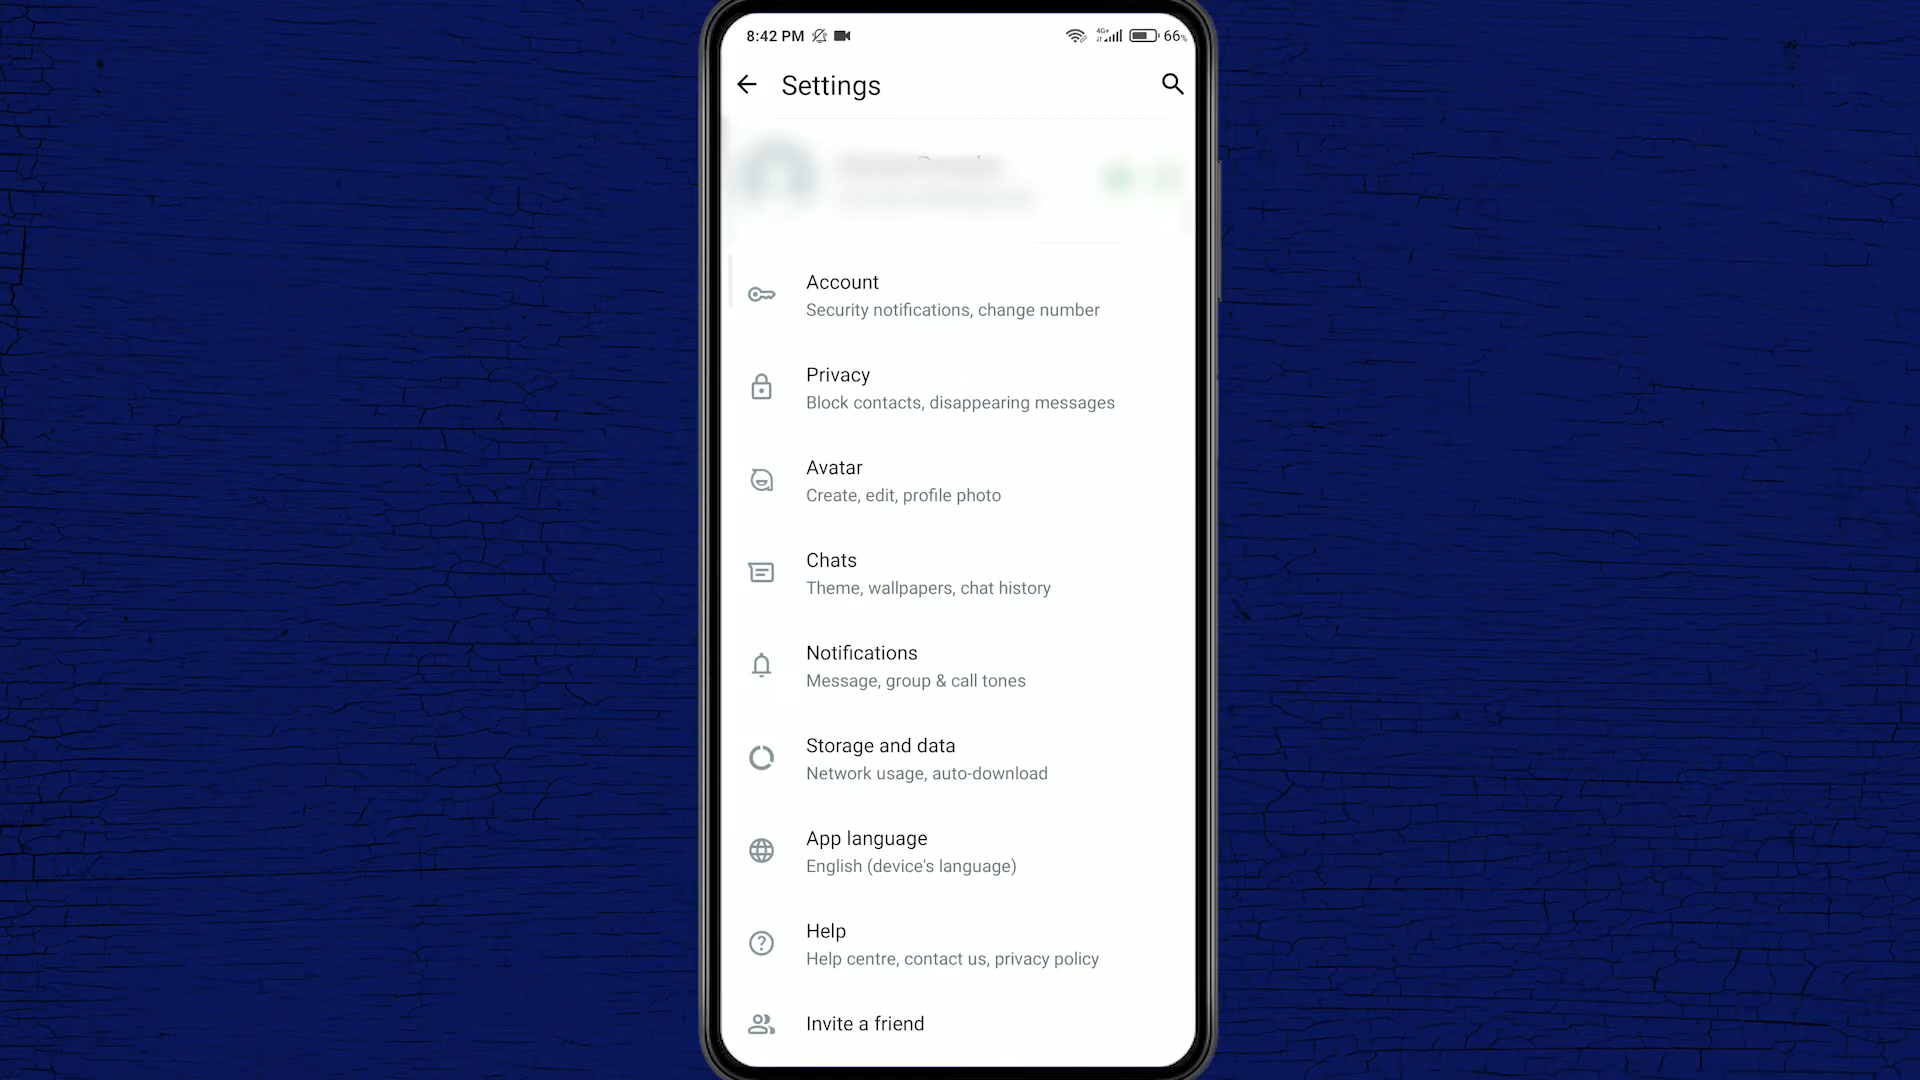 8:42 PM 4G+ 66%
Settings
Account
Security notifications, change number
Privacy
Block contacts, disappearing messages
Avatar
Create, edit, profile photo
Chats
Theme, wallpapers, chat history
Notifications
Message, group & call tones
Storage and data
Network usage, auto-download
App language
English (device's language)
Help
Help centre, contact us, privacy policy
Invite a friend